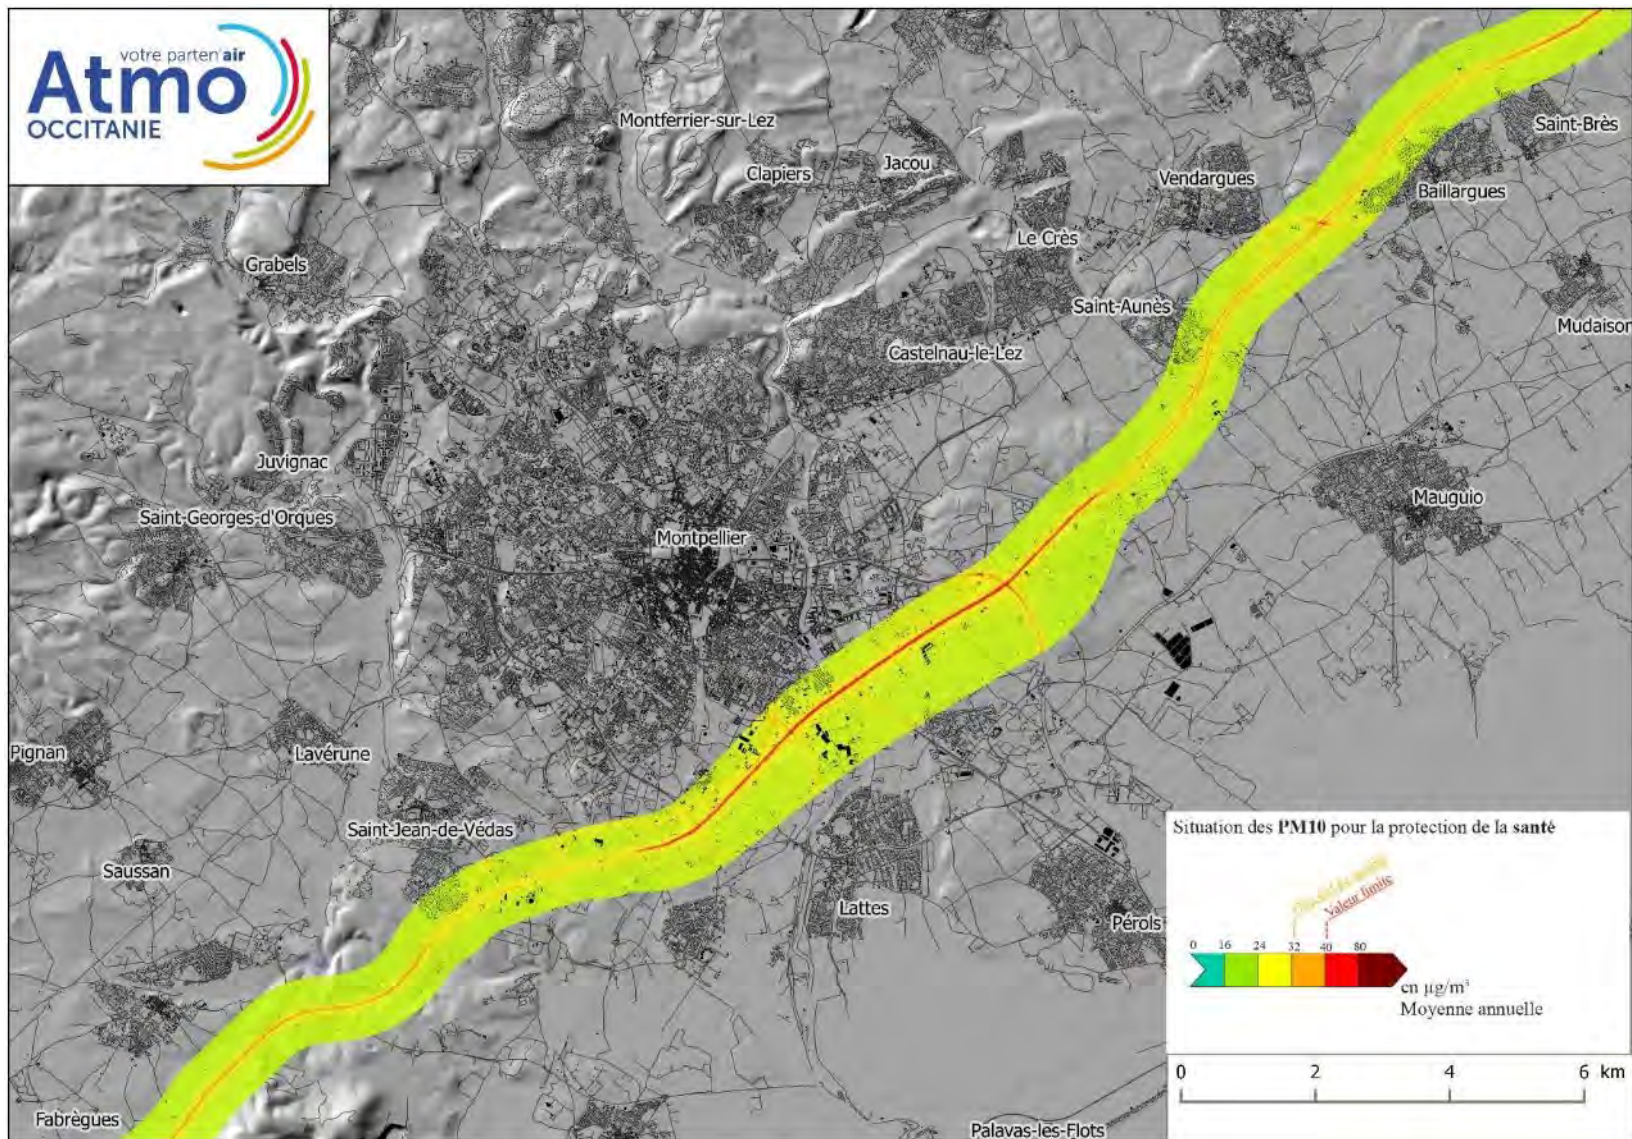 votre parten'air
Atmo
OCCITANIE
Montferrier-sur-Lez
Saint-Brès
Clapiers
Jacou
Vendargues
Baillargues
Le Crès
Grabels
Saint-Aunès
Mudaison
Castelnau-le-Lez
Juvignac
Mauguio
Saint-Georges-d'Orques
Montpellier
Pignan
Lavérune
Saint-Jean-de-Védas
Saussan
Lattes
Pérols
Fabrègues
Palavas-les-Flots
Situation des PM10 pour la protection de la santé
Valeur limite
0 16 24 32 40 80
en µg/m³
Moyenne annuelle
0 2 4 6 km